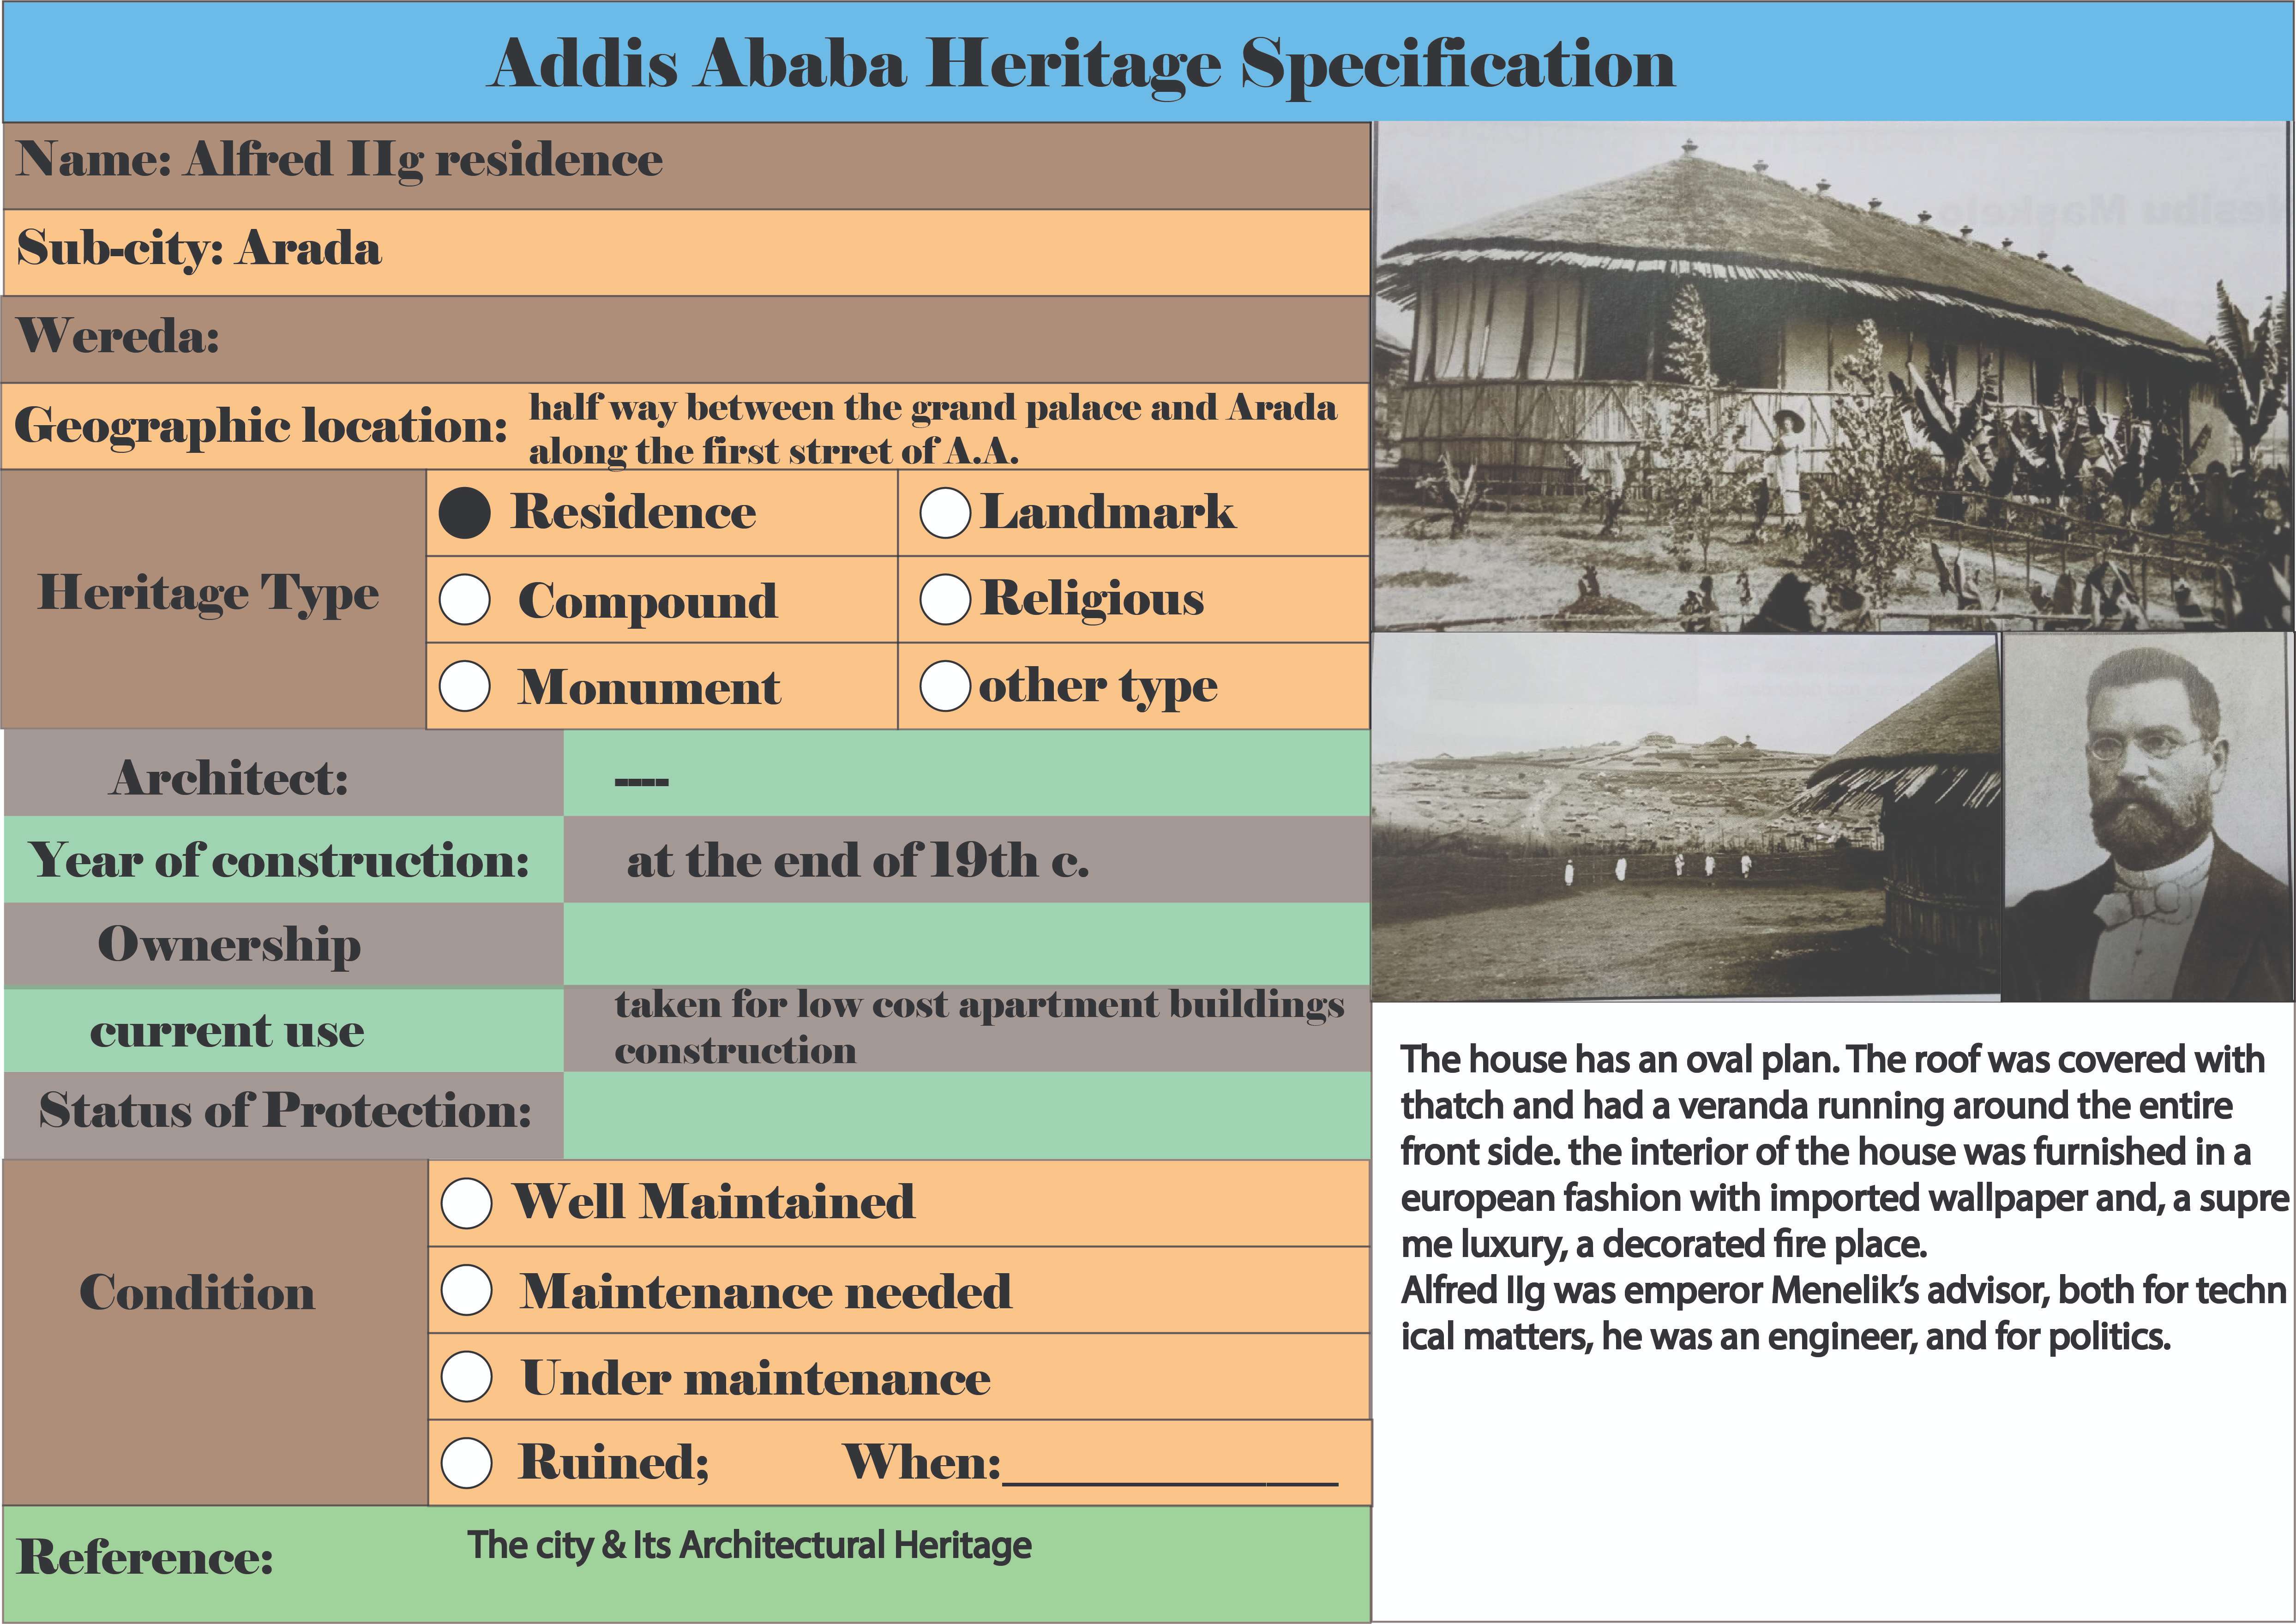 Addis Ababa Heritage Specification
Name: Alfred IIg residence
Sub-city: Arada
Wereda:
Geographic location:
half way between the grand palace and Arada
along the first strret of A.A.
Heritage Type
Residence
Landmark
Compound
Religious
Monument
other type
Architect:
----
Year of construction:
at the end of 19th c.
Ownership
current use
taken for low cost apartment buildings
construction
Status of Protection:
Condition
Well Maintained
Maintenance needed
Under maintenance
Ruined; When:____________________
Reference:
The city & Its Architectural Heritage
The house has an oval plan. The roof was covered with
thatch and had a veranda running around the entire
front side. the interior of the house was furnished in a
european fashion with imported wallpaper and, a supre
me luxury, a decorated fire place.
Alfred IIg was emperor Menelik’s advisor, both for techn
ical matters, he was an engineer, and for politics.